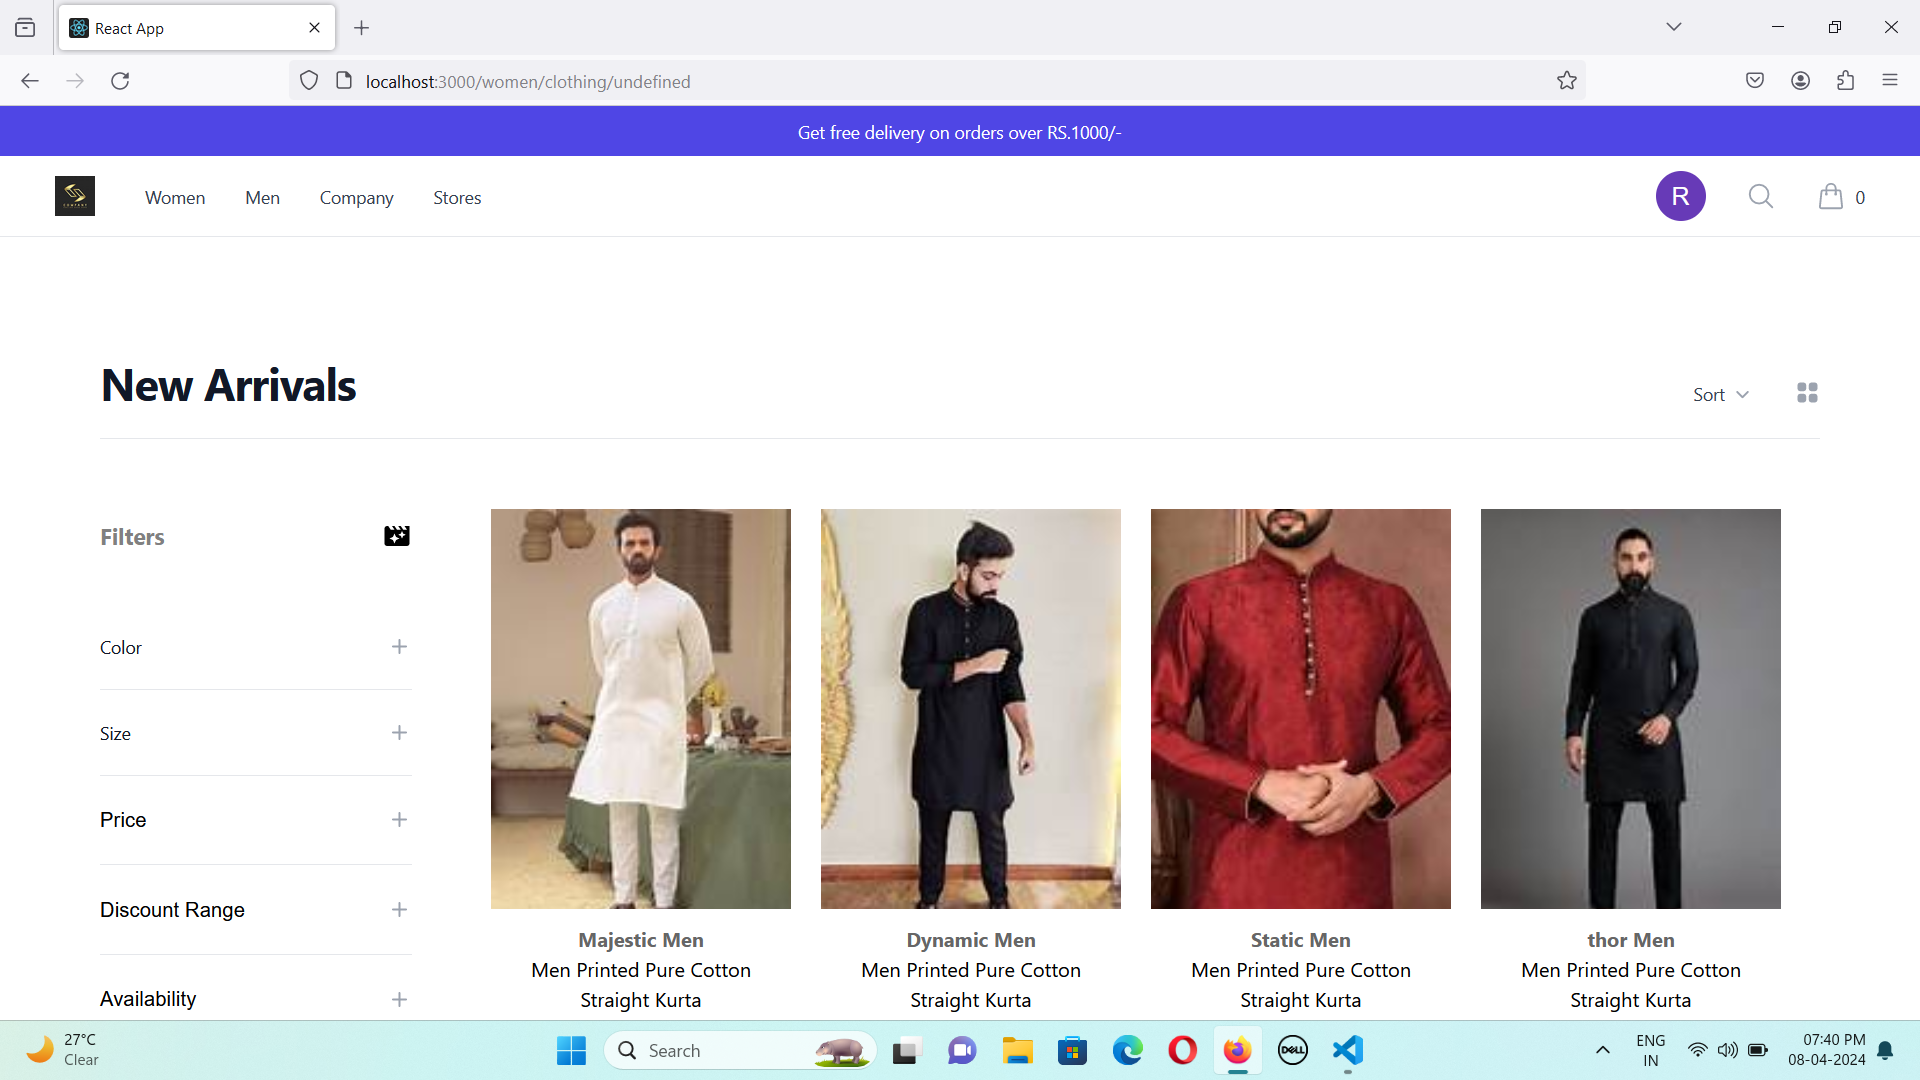 React App
localhost:3000/women/clothing/undefined
Get free delivery on orders over RS.1000/-
Women Men Company Stores
R
0
New Arrivals
Sort
Filters
Color
Size
Price
Discount Range
Availability
Majestic Men
Men Printed Pure Cotton
Straight Kurta
Dynamic Men
Men Printed Pure Cotton
Straight Kurta
Static Men
Men Printed Pure Cotton
Straight Kurta
thor Men
Men Printed Pure Cotton
Straight Kurta
27°C
Clear
Search
DELL
ENG
IN
07:40 PM
08-04-2024